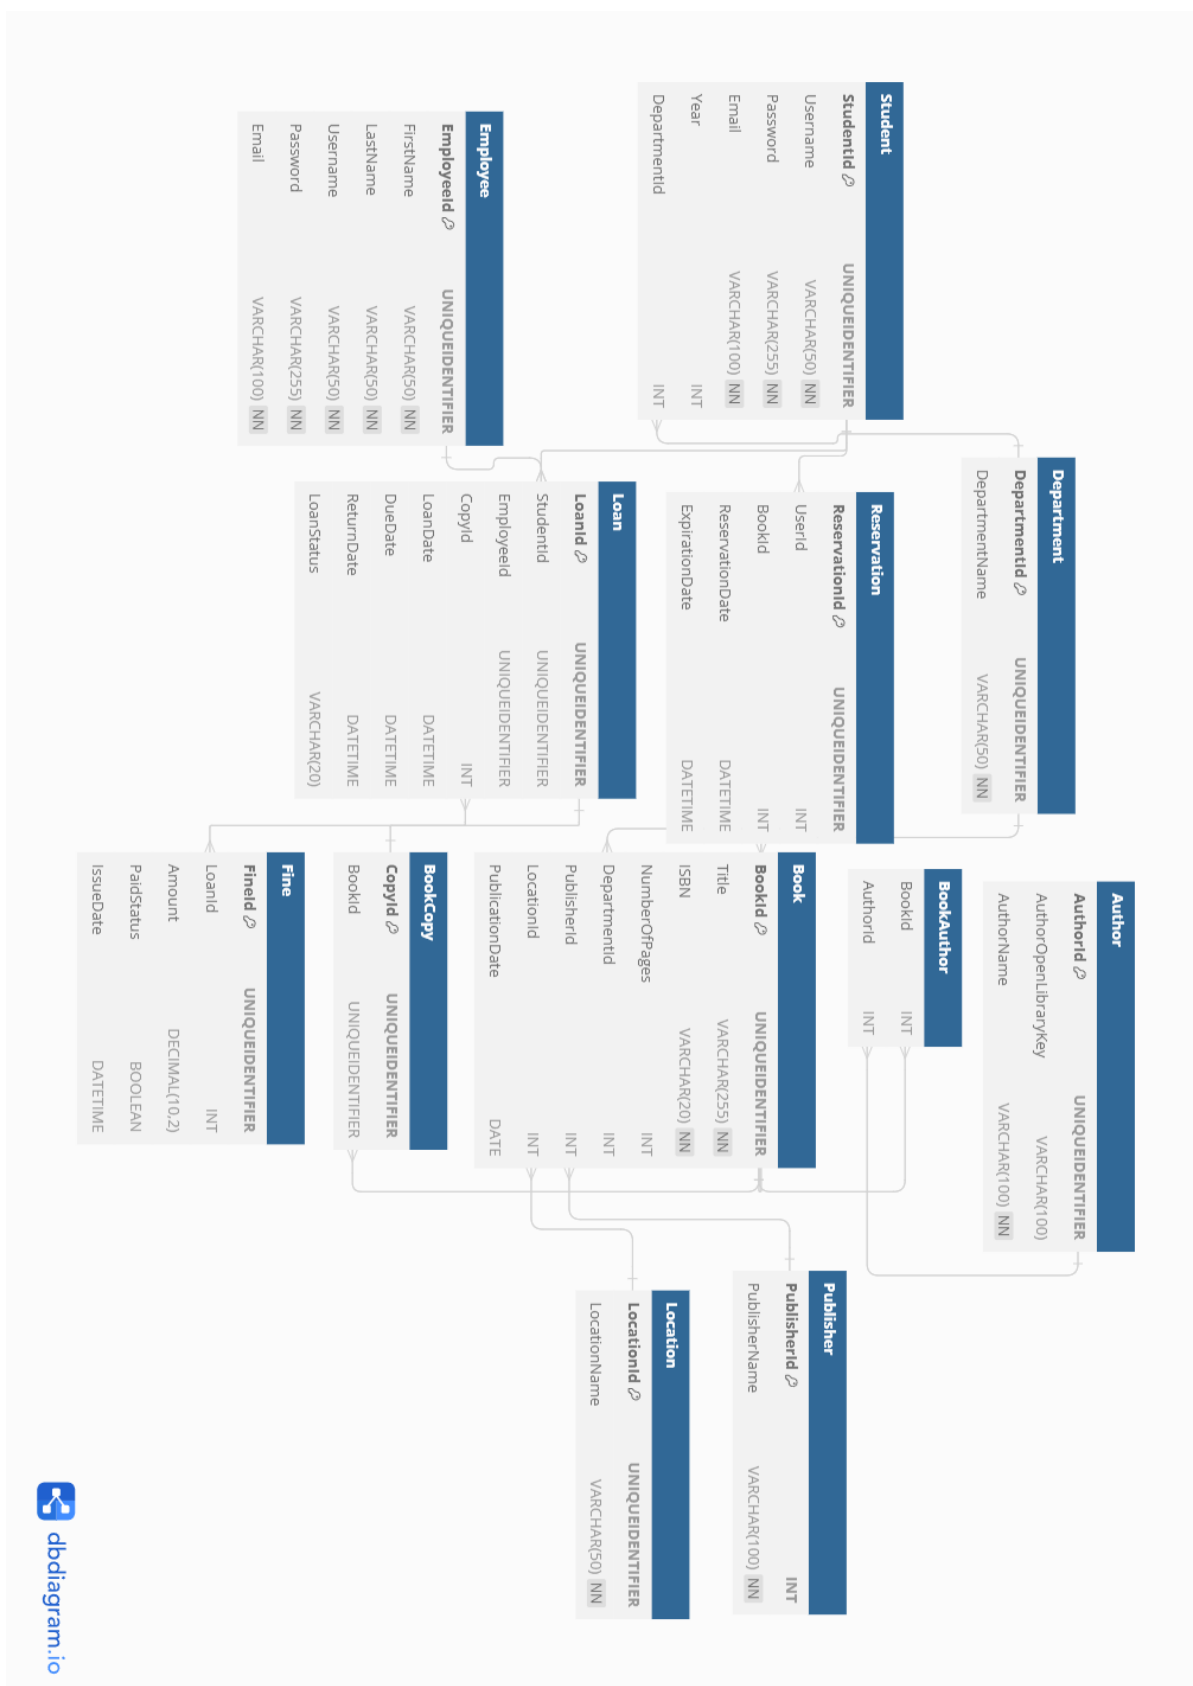 Student
StudentId UNIQUEIDENTIFIER
Username VARCHAR(50) NN
Password VARCHAR(255) NN
Email VARCHAR(100) NN
Year INT
DepartmentId INT
Employee
EmployeeId UNIQUEIDENTIFIER
FirstName VARCHAR(50) NN
LastName VARCHAR(50) NN
Username VARCHAR(50) NN
Password VARCHAR(255) NN
Email VARCHAR(100) NN
Department
DepartmentId UNIQUEIDENTIFIER
DepartmentName VARCHAR(50) NN
Reservation
ReservationId UNIQUEIDENTIFIER
UserId INT
BookId INT
ReservationDate DATETIME
ExpirationDate DATETIME
Loan
LoanId UNIQUEIDENTIFIER
StudentId UNIQUEIDENTIFIER
EmployeeId UNIQUEIDENTIFIER
CopyId INT
LoanDate DATETIME
DueDate DATETIME
ReturnDate DATETIME
LoanStatus VARCHAR(20)
Author
AuthorId UNIQUEIDENTIFIER
AuthorOpenLibraryKey VARCHAR(100)
AuthorName VARCHAR(100) NN
BookAuthor
BookId INT
AuthorId INT
Book
BookId UNIQUEIDENTIFIER
Title VARCHAR(255) NN
ISBN VARCHAR(20) NN
NumberOfPages INT
DepartmentId INT
PublisherId INT
LocationId INT
PublicationDate DATE
BookCopy
CopyId UNIQUEIDENTIFIER
BookId UNIQUEIDENTIFIER
Fine
FineId UNIQUEIDENTIFIER
LoanId INT
Amount DECIMAL(10,2)
PaidStatus BOOLEAN
IssueDate DATETIME
Publisher
PublisherId INT
PublisherName VARCHAR(100) NN
Location
LocationId UNIQUEIDENTIFIER
LocationName VARCHAR(50) NN
dbdiagram.io